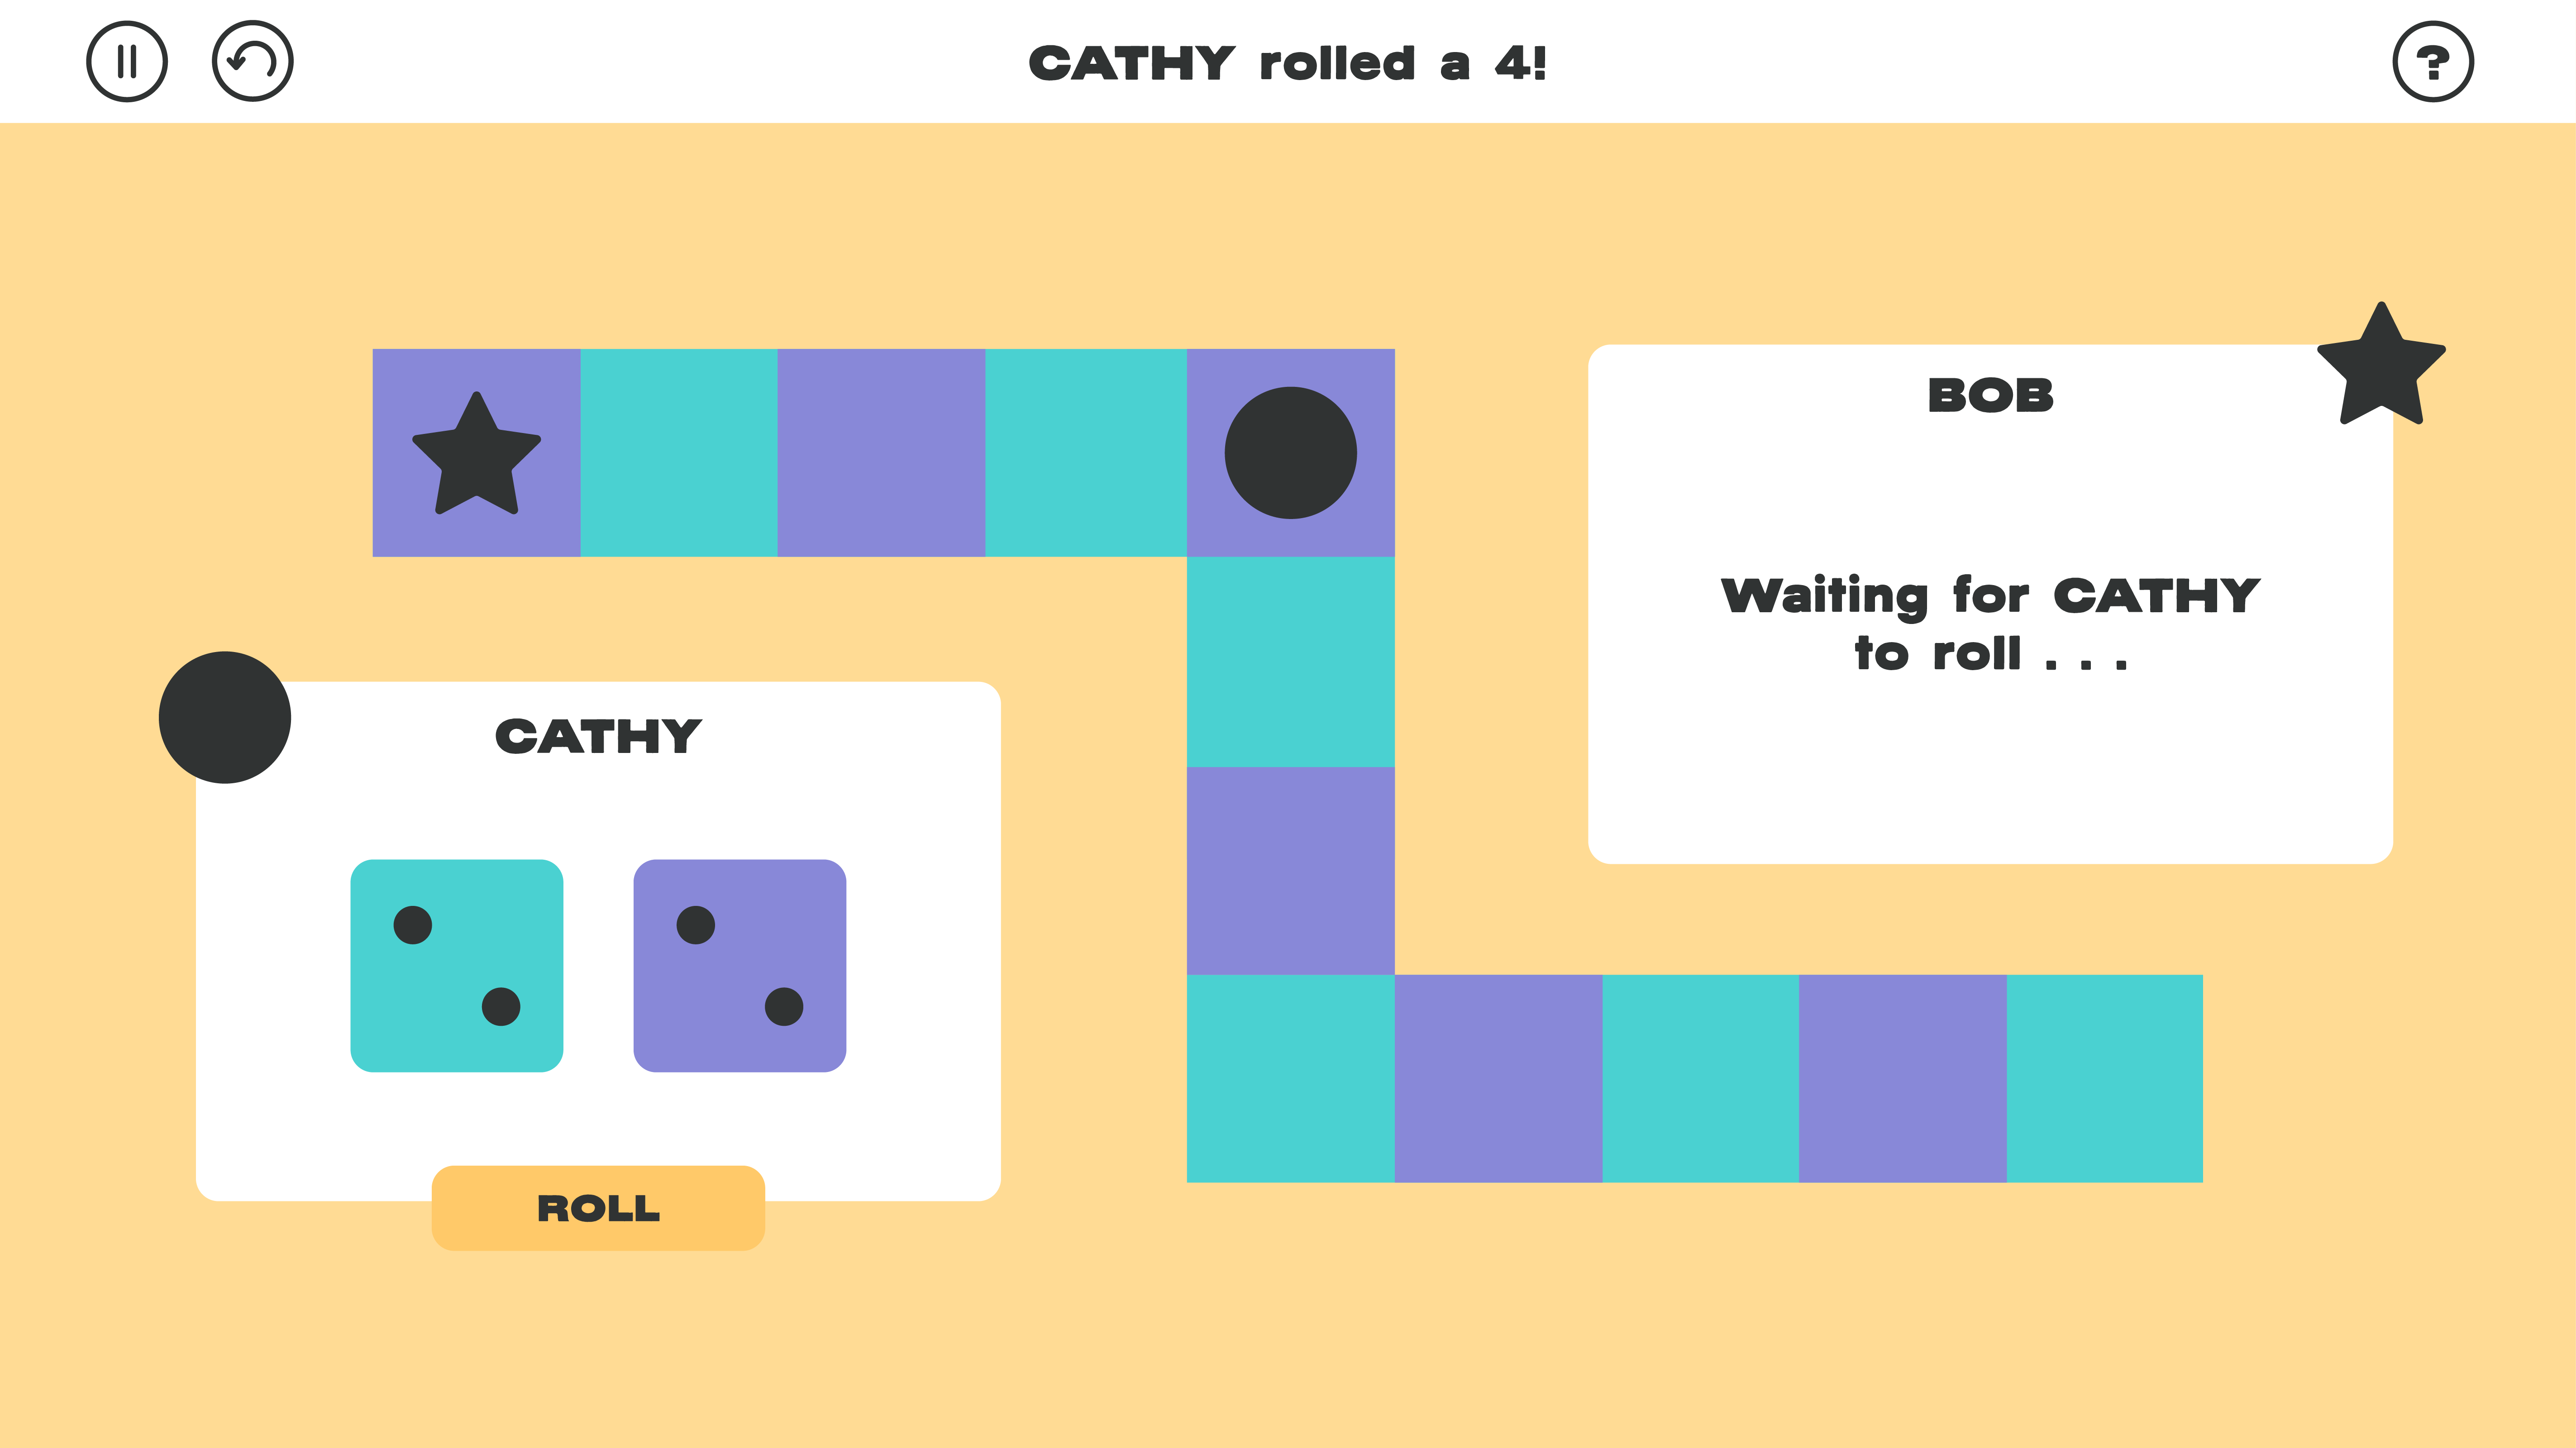 CATHY rolled a 4!
?
BOB
Waiting for CATHY
to roll . . .
CATHY
ROLL